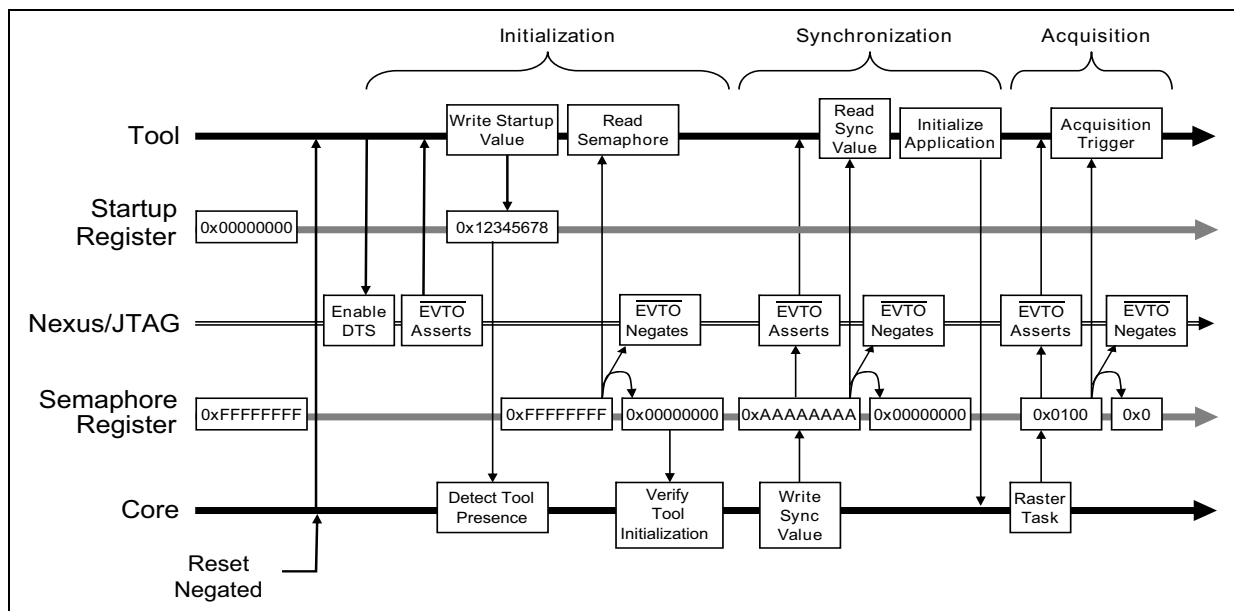 Initialization
Synchronization
Acquisition
Tool
Write Startup
Value
Read
Semaphore
Read
Sync
Value
Initialize
Application
Acquisition
Trigger
Startup
Register
0x00000000
0x12345678
Nexus/JTAG
Enable
DTS
EVTO
Asserts
EVTO
Negates
EVTO
Asserts
EVTO
Negates
EVTO
Asserts
EVTO
Negates
Semaphore
Register
0xFFFFFFFF
0xFFFFFFFF
0x00000000
0xAAAAAAAA
0x00000000
0x0100
0x0
Core
Detect Tool
Presence
Verify
Tool
Initialization
Write
Sync
Value
Raster
Task
Reset
Negated